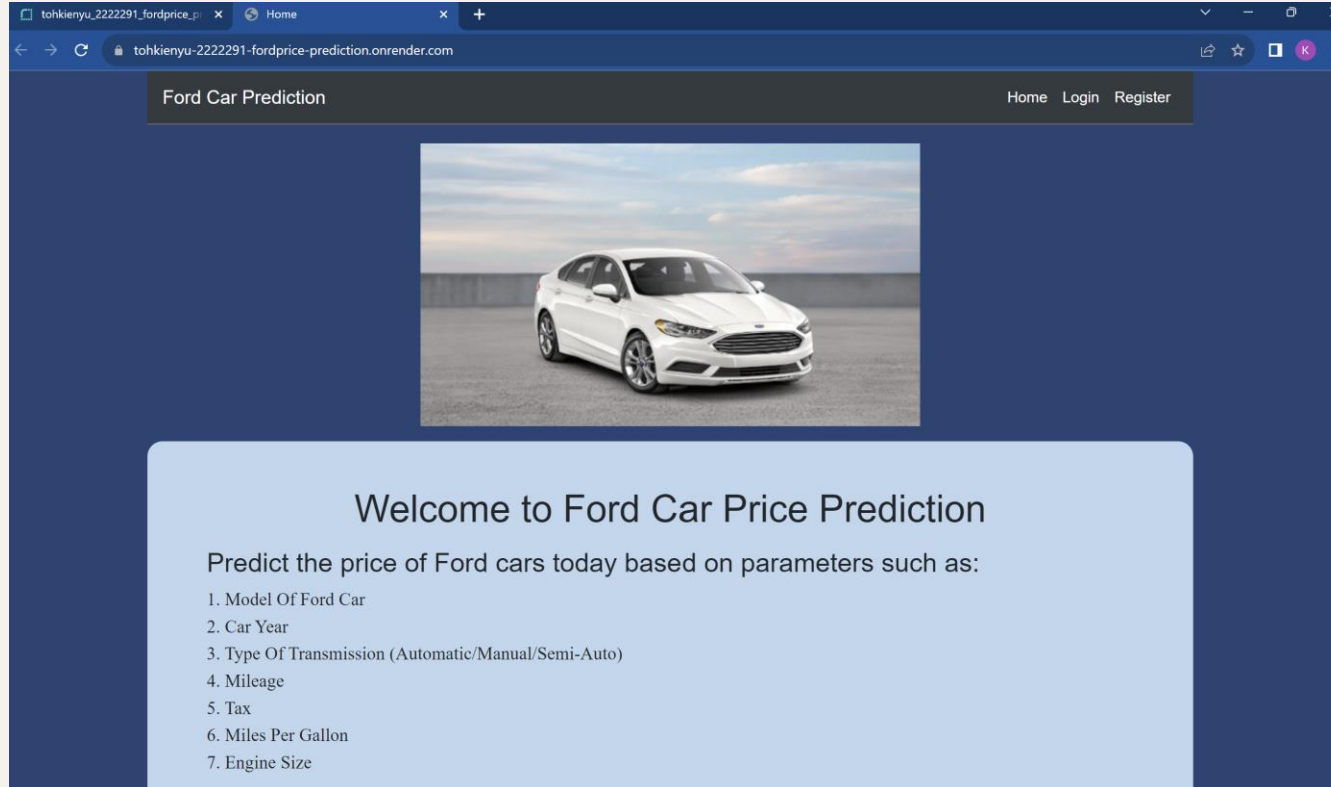 tohkienyu_2222291_fordprice_pr
Home
tohkienyu-2222291-fordprice-prediction.onrender.com
K
Ford Car Prediction
Home Login Register
Welcome to Ford Car Price Prediction
Predict the price of Ford cars today based on parameters such as:
1. Model Of Ford Car
2. Car Year
3. Type Of Transmission (Automatic/Manual/Semi-Auto)
4. Mileage
5. Tax
6. Miles Per Gallon
7. Engine Size